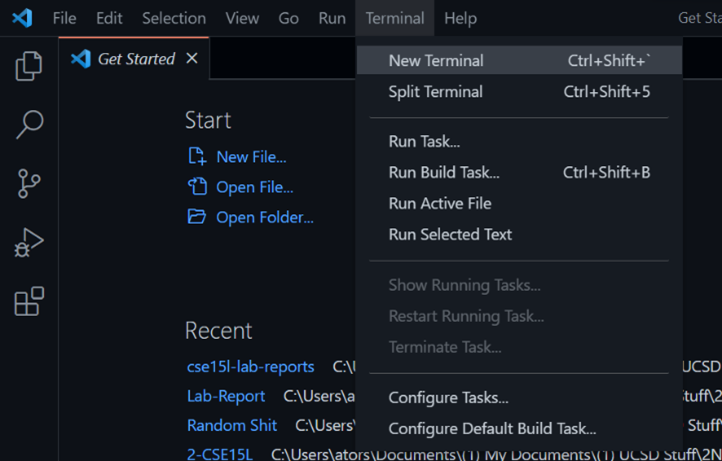 File Edit Selection View Go Run Terminal Help Get Sta
Get Started
New Terminal Ctrl+Shift+`
Split Terminal Ctrl+Shift+5
Run Task...
Run Build Task... Ctrl+Shift+B
Run Active File
Run Selected Text
Show Running Tasks...
Restart Running Task...
Terminate Task...
Configure Tasks...
Configure Default Build Task...
Start
New File...
Open File...
Open Folder...
Recent
cse15l-lab-reports C:\U UCSD
Lab-Report C:\Users\a Stuff\2
Random Shit C:\Users\ator Stuff\
2-CSE15L C:\Users\ators\Documents\(1) My Documents\(1) UCSD Stuff\2N